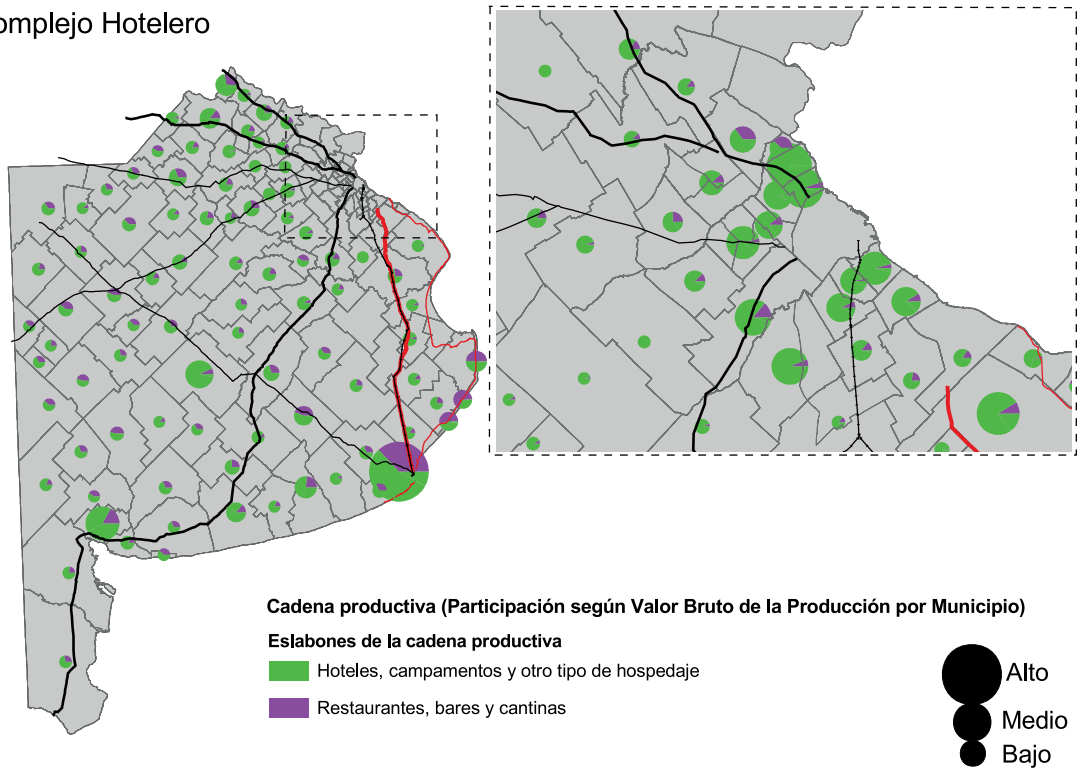 omplejo Hotelero
Cadena productiva (Participación según Valor Bruto de la Producción por Municipio)
Eslabones de la cadena productiva
Hoteles, campamentos y otro tipo de hospedaje
Restaurantes, bares y cantinas
Alto
Medio
Bajo